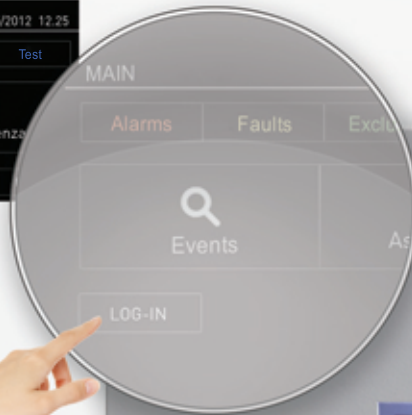 /2012 12.25
Test
MAIN
Alarms Faults
Events
LOG-IN